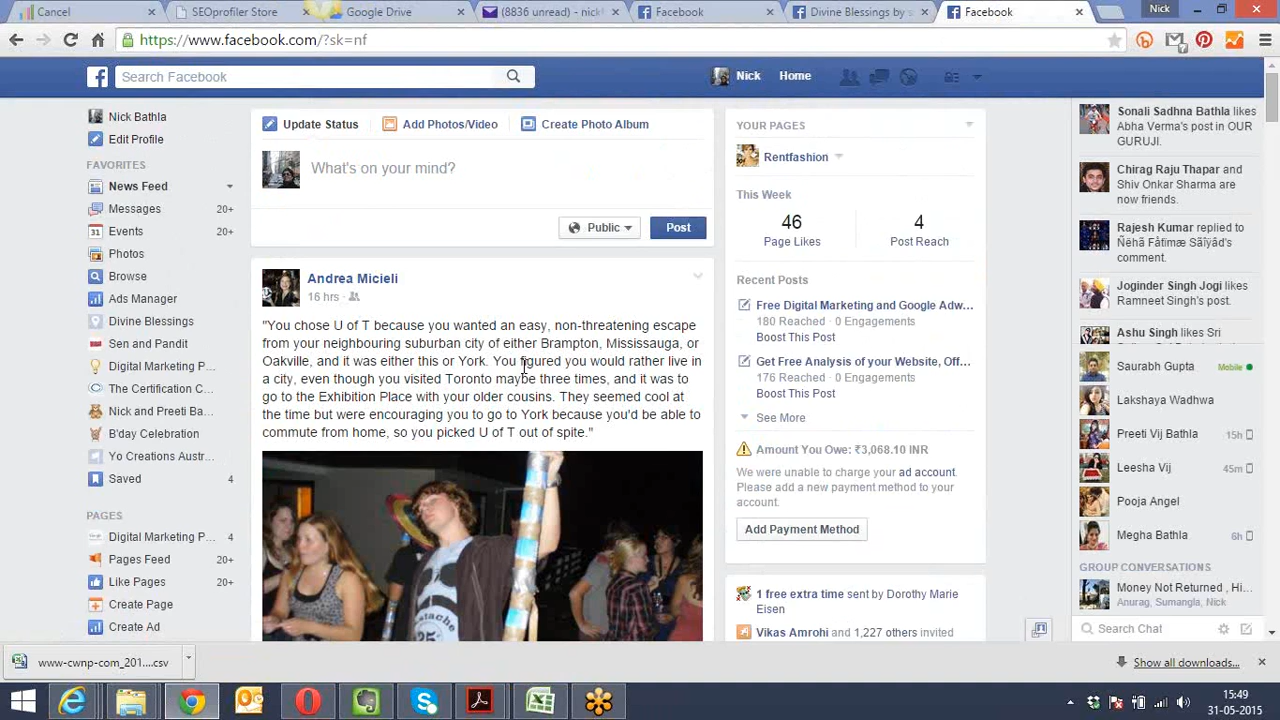 Cancel
SEOprofiler Store
Google Drive
(8836 unread) - nick
Facebook
Divine Blessings by s
Facebook
Nick
https://www.facebook.com/?sk=nf
Search Facebook
Nick
Home
Nick Bathla
Edit Profile
FAVORITES
News Feed
Messages 20+
Events 20+
Photos
Browse
Ads Manager
Divine Blessings
Sen and Pandit
Digital Marketing P...
The Certification C...
Nick and Preeti Ba...
B'day Celebration
Yo Creations Austr...
Saved 4
PAGES
Digital Marketing P... 4
Pages Feed 20+
Like Pages 20+
Create Page
Create Ad
Update Status
Add Photos/Video
Create Photo Album
What's on your mind?
Public
Post
Andrea Micieli
16 hrs
"You chose U of T because you wanted an easy, non-threatening escape
from your neighbouring suburban city of either Brampton, Mississauga, or
Oakville, and it was either this or York. You figured you would rather live in
a city, even though you visited Toronto maybe three times, and it was to
go to the Exhibition Place with your older cousins. They seemed cool at
the time but were encouraging you to go to York because you'd be able to
commute from home, so you picked U of T out of spite."
YOUR PAGES
Rentfashion
This Week
46
Page Likes
4
Post Reach
Recent Posts
Free Digital Marketing and Google Adw...
180 Reached · 0 Engagements
Boost This Post
Get Free Analysis of your Website, Off...
176 Reached · 0 Engagements
Boost This Post
See More
Amount You Owe: ₹3,068.10 INR
We were unable to charge your ad account.
Please add a new payment method to your
account.
Add Payment Method
1 free extra time sent by Dorothy Marie
Eisen
Vikas Amrohi and 1,227 others invited
Sonali Sadhna Bathla likes
Abha Verma's post in OUR
GURUJI.
Chirag Raju Thapar and
Shiv Onkar Sharma are
now friends.
Rajesh Kumar replied to
Ñëhã Fåtimæ Sãîyâd's
comment.
Joginder Singh Jogi likes
Ramneet Singh's post.
Ashu Singh likes Sri
Saurabh Gupta Mobile
Lakshaya Wadhwa
Preeti Vij Bathla 15h
Leesha Vij 45m
Pooja Angel
Megha Bathla 6h
GROUP CONVERSATIONS
Money Not Returned , Hi...
Anurag, Sumangla, Nick
Search Chat
www-cwnp-com_201....csv
Show all downloads...
15:49
31-05-2015